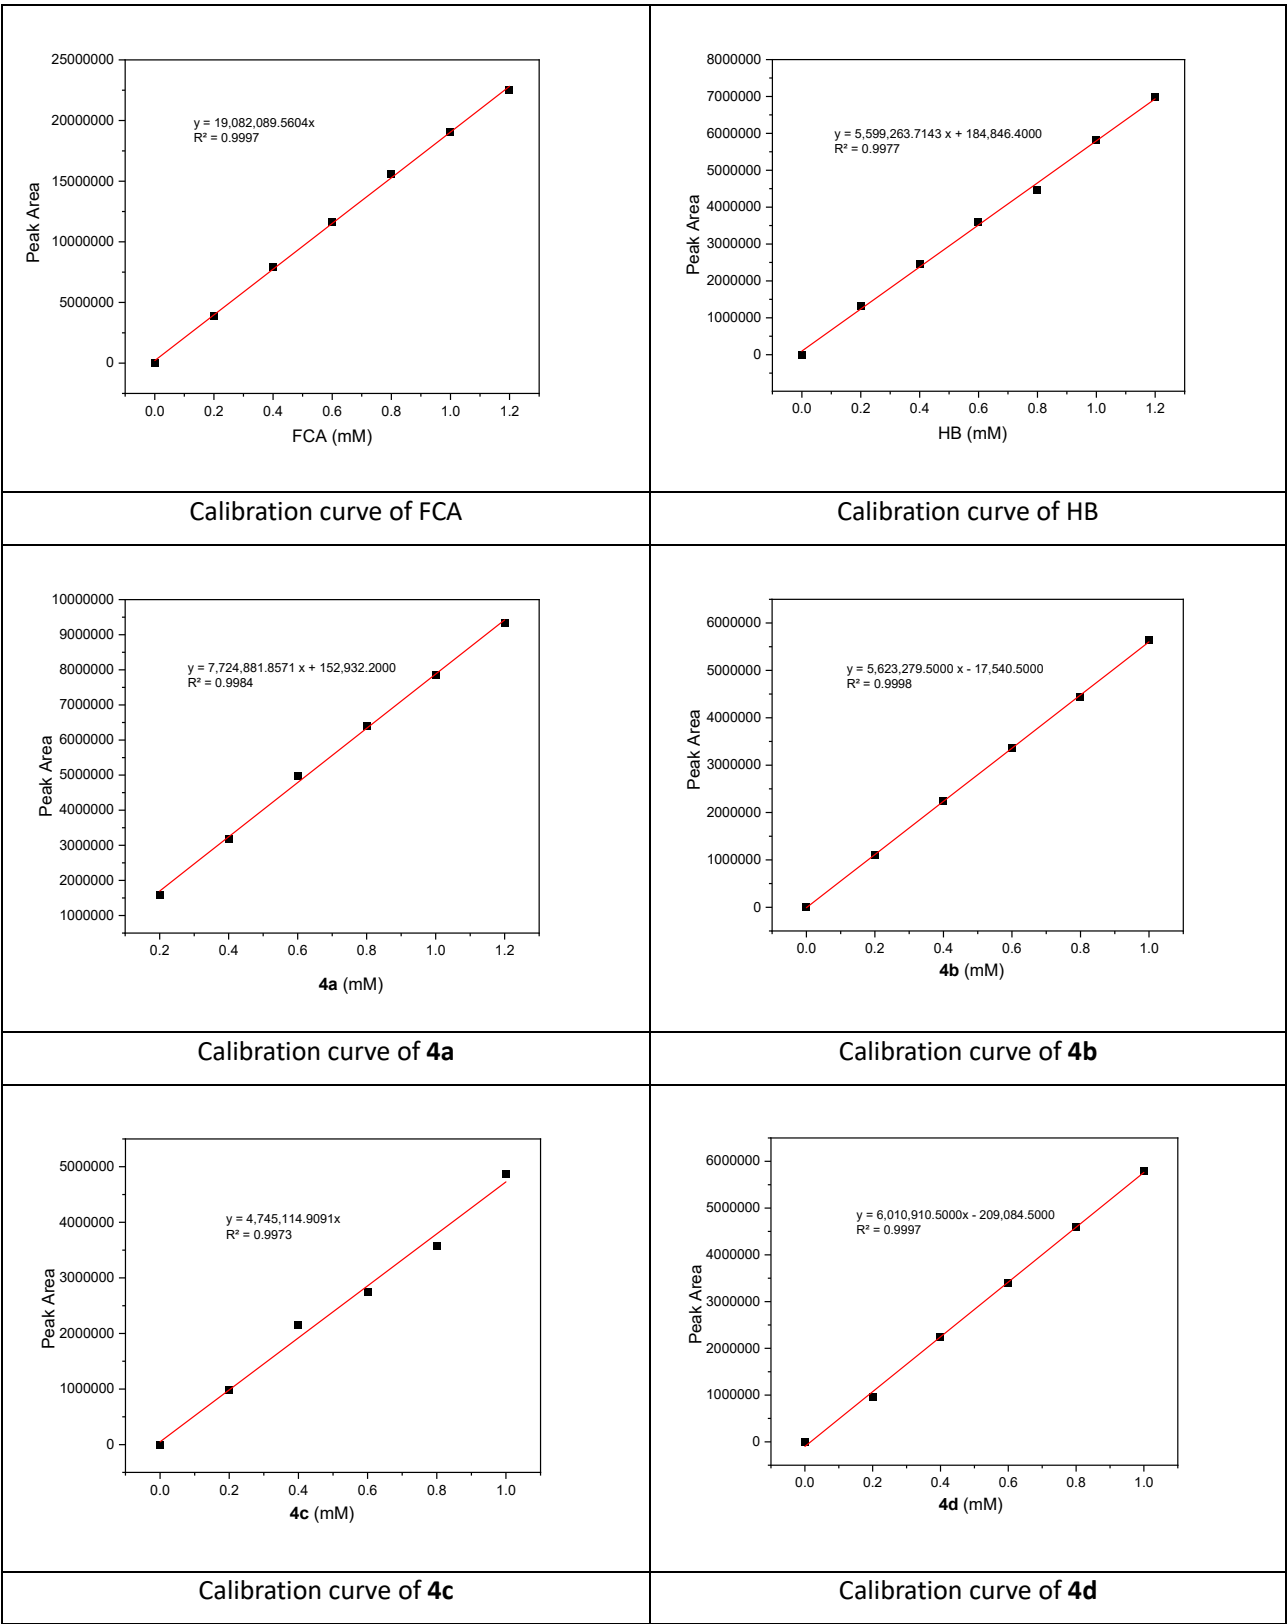 25000000
20000000
15000000
10000000
5000000
0
Peak Area
y = 19,082,089.5604x
R² = 0.9997
0.0 0.2 0.4 0.6 0.8 1.0 1.2
FCA (mM)
8000000
7000000
6000000
5000000
4000000
3000000
2000000
1000000
0
Peak Area
y = 5,599,263.7143 x + 184,846.4000
R² = 0.9977
0.0 0.2 0.4 0.6 0.8 1.0 1.2
HB (mM)
Calibration curve of FCA
Calibration curve of HB
10000000
9000000
8000000
7000000
6000000
5000000
4000000
3000000
2000000
1000000
Peak Area
y = 7,724,881.8571 x + 152,932.2000
R² = 0.9984
0.2 0.4 0.6 0.8 1.0 1.2
4a (mM)
6000000
5000000
4000000
3000000
2000000
1000000
0
Peak Area
y = 5,623,279.5000 x - 17,540.5000
R² = 0.9998
0.0 0.2 0.4 0.6 0.8 1.0
4b (mM)
Calibration curve of 4a
Calibration curve of 4b
5000000
4000000
3000000
2000000
1000000
0
Peak Area
y = 4,745,114.9091x
R² = 0.9973
0.0 0.2 0.4 0.6 0.8 1.0
4c (mM)
6000000
5000000
4000000
3000000
2000000
1000000
0
Peak Area
y = 6,010,910.5000x - 209,084.5000
R² = 0.9997
0.0 0.2 0.4 0.6 0.8 1.0
4d (mM)
Calibration curve of 4c
Calibration curve of 4d